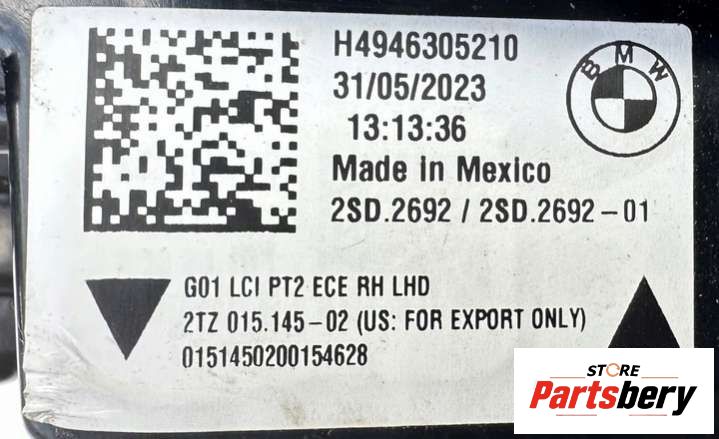 H4946305210
31/05/2023
13:13:36
Made in Mexico
2SD.2692 / 2SD.2692-01
BMW
G01 LCI PT2 ECE RH LHD
2TZ 015.145-02 (US: FOR EXPORT ONLY)
0151450200154628
STORE
Partsbery